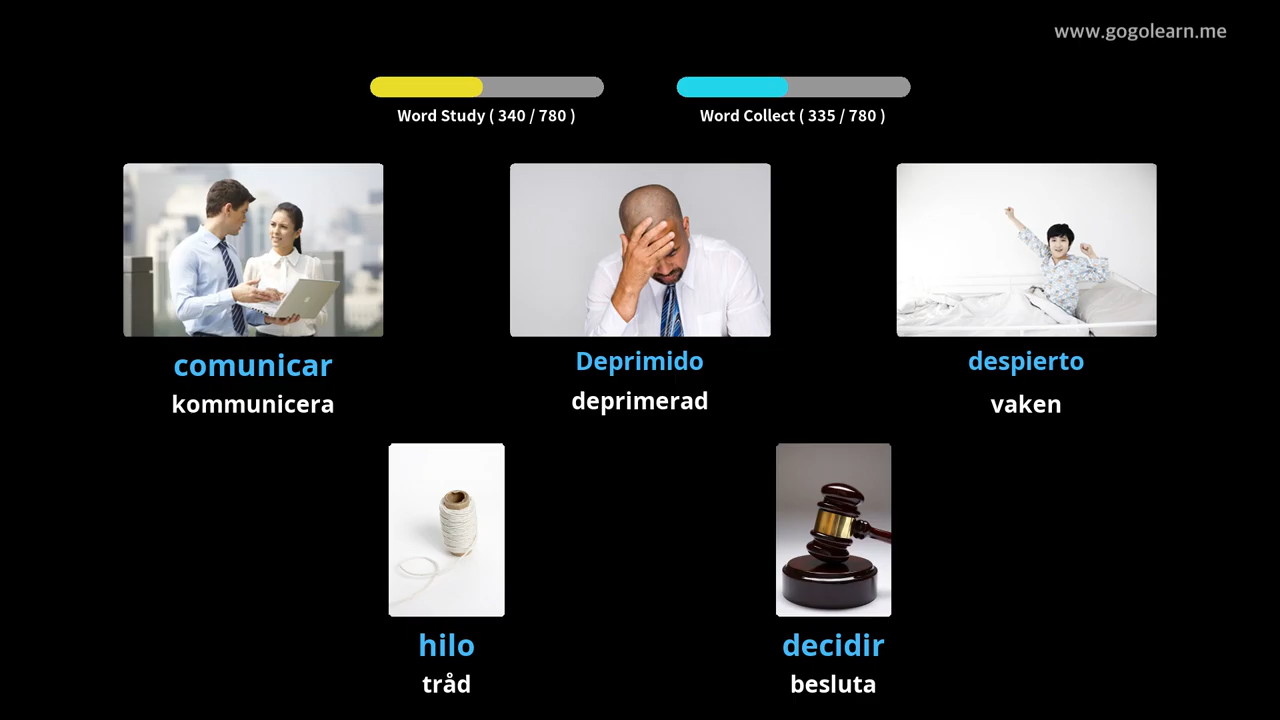 www.gogolearn.me
Word Study ( 340 / 780 )
Word Collect ( 335 / 780 )
comunicar
kommunicera
Deprimido
deprimerad
despierto
vaken
hilo
tråd
decidir
besluta